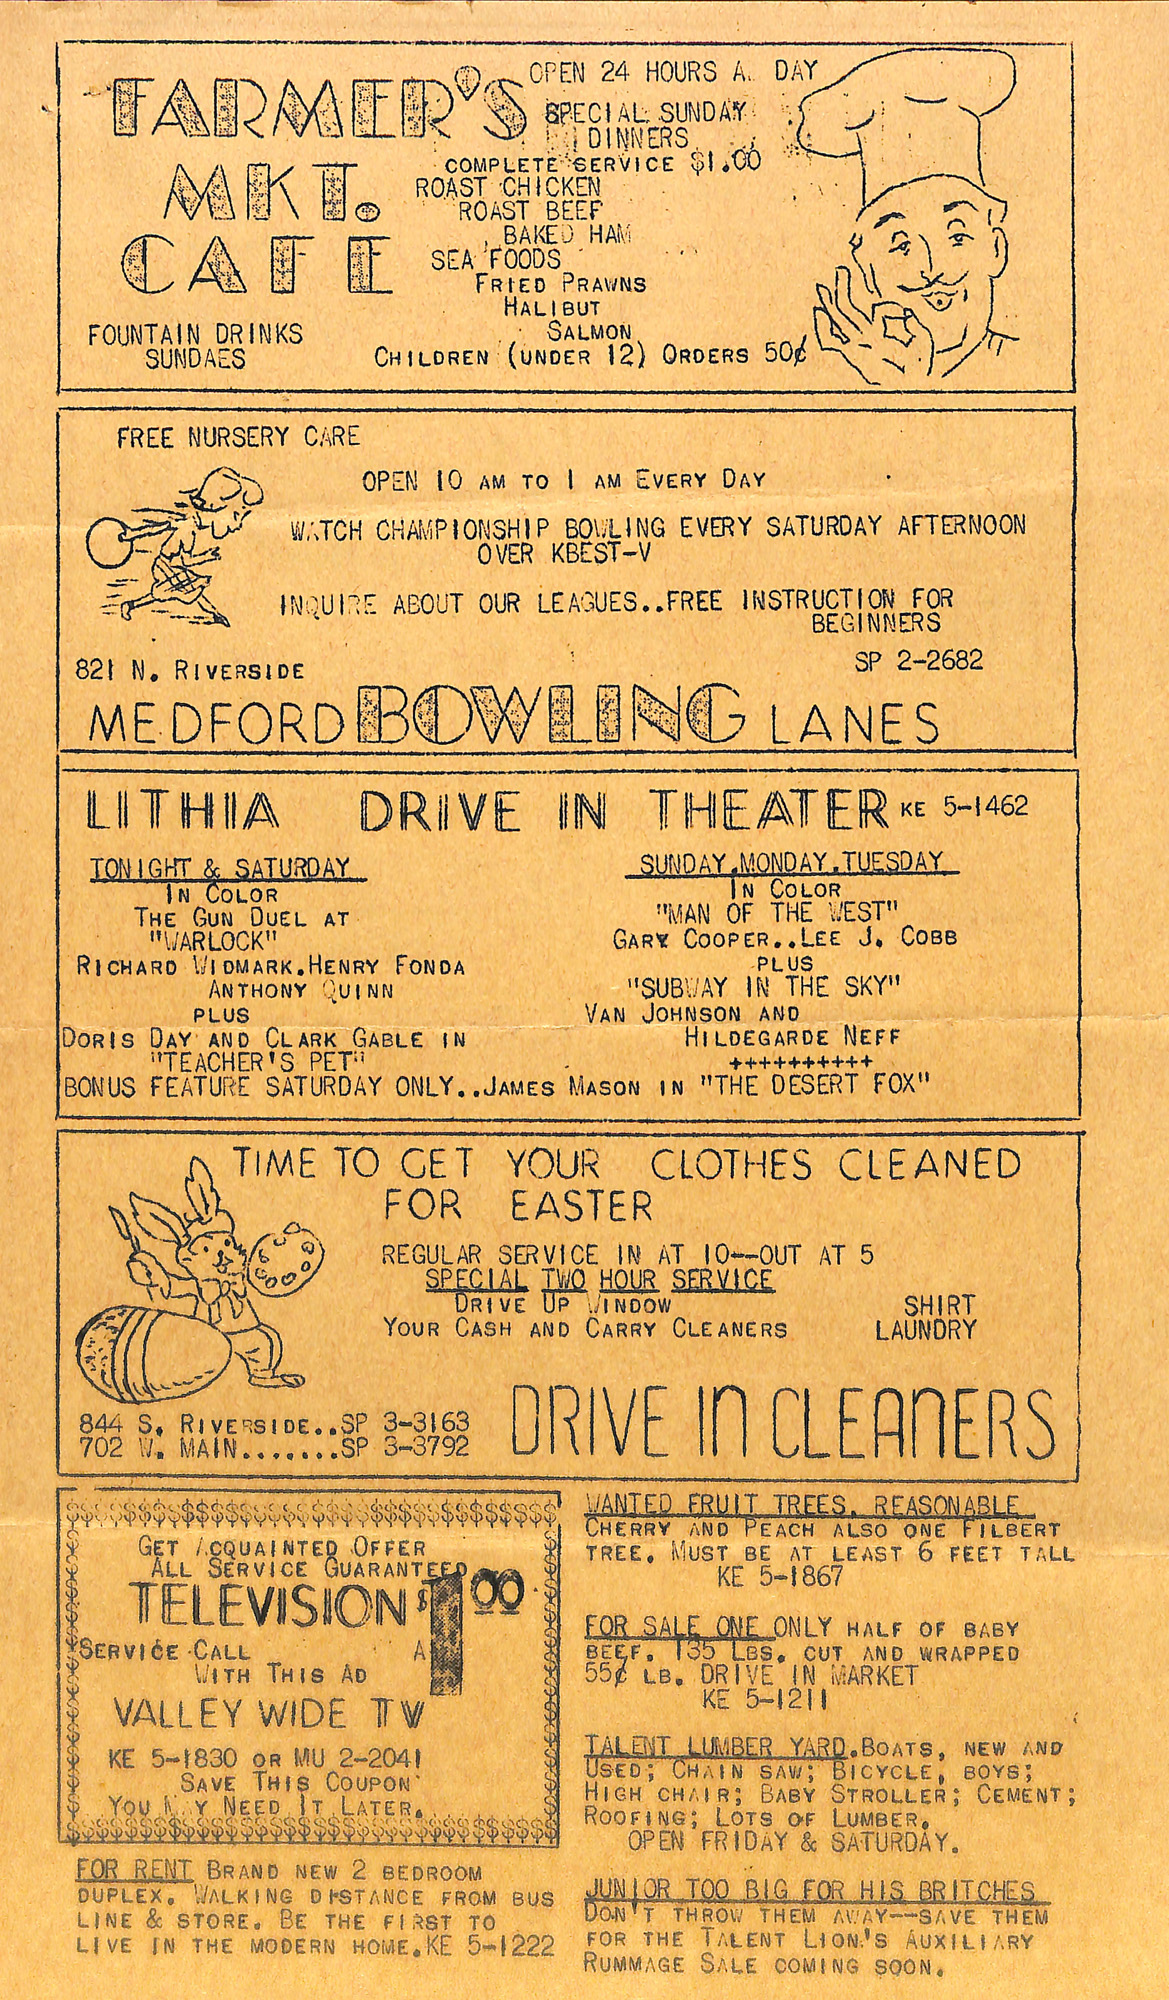 OPEN 24 HOURS A DAY
FARMER'S
MKT.
CAFE
SPECIAL SUNDAY
DINNERS
COMPLETE SERVICE $1.00
ROAST CHICKEN
ROAST BEEF
BAKED HAM
SEA FOODS
FRIED PRAWNS
HALIBUT
SALMON
FOUNTAIN DRINKS
SUNDAES
CHILDREN (UNDER 12) ORDERS 50¢
FREE NURSERY CARE
OPEN 10 AM TO 1 AM EVERY DAY
WATCH CHAMPIONSHIP BOWLING EVERY SATURDAY AFTERNOON
OVER KBEST-V
INQUIRE ABOUT OUR LEAGUES..FREE INSTRUCTION FOR
BEGINNERS
821 N. RIVERSIDE
SP 2-2682
MEDFORD BOWLING LANES
LITHIA DRIVE IN THEATER KE 5-1462
TONIGHT & SATURDAY
IN COLOR
THE GUN DUEL AT
"WARLOCK"
RICHARD WIDMARK.HENRY FONDA
ANTHONY QUINN
PLUS
DORIS DAY AND CLARK GABLE IN
"TEACHER'S PET"
SUNDAY.MONDAY.TUESDAY
IN COLOR
"MAN OF THE WEST"
GARY COOPER..LEE J. COBB
PLUS
"SUBWAY IN THE SKY"
VAN JOHNSON AND
HILDEGARDE NEFF
++++++++++
BONUS FEATURE SATURDAY ONLY..JAMES MASON IN "THE DESERT FOX"
TIME TO GET YOUR CLOTHES CLEANED
FOR EASTER
REGULAR SERVICE IN AT 10--OUT AT 5
SPECIAL TWO HOUR SERVICE
DRIVE UP WINDOW
YOUR CASH AND CARRY CLEANERS
SHIRT
LAUNDRY
844 S. RIVERSIDE..SP 3-3163
702 W. MAIN.......SP 3-3792
DRIVE IN CLEANERS
GET ACQUAINTED OFFER
ALL SERVICE GUARANTEED
TELEVISION $1.00
SERVICE CALL A
WITH THIS AD
VALLEY WIDE TV
KE 5-1830 OR MU 2-2041
SAVE THIS COUPON
YOU MAY NEED IT LATER.
FOR RENT BRAND NEW 2 BEDROOM
DUPLEX. WALKING DISTANCE FROM BUS
LINE & STORE. BE THE FIRST TO
LIVE IN THE MODERN HOME.KE 5-1222
WANTED FRUIT TREES, REASONABLE
CHERRY AND PEACH ALSO ONE FILBERT
TREE. MUST BE AT LEAST 6 FEET TALL
KE 5-1867
FOR SALE ONE ONLY HALF OF BABY
BEEF. 135 LBS. CUT AND WRAPPED
55¢ LB. DRIVE IN MARKET
KE 5-1211
TALENT LUMBER YARD.BOATS, NEW AND
USED; CHAIN SAW; BICYCLE, BOYS;
HIGH CHAIR; BABY STROLLER; CEMENT;
ROOFING; LOTS OF LUMBER.
OPEN FRIDAY & SATURDAY.
JUNIOR TOO BIG FOR HIS BRITCHES
DON'T THROW THEM AWAY--SAVE THEM
FOR THE TALENT LION'S AUXILIARY
RUMMAGE SALE COMING SOON.